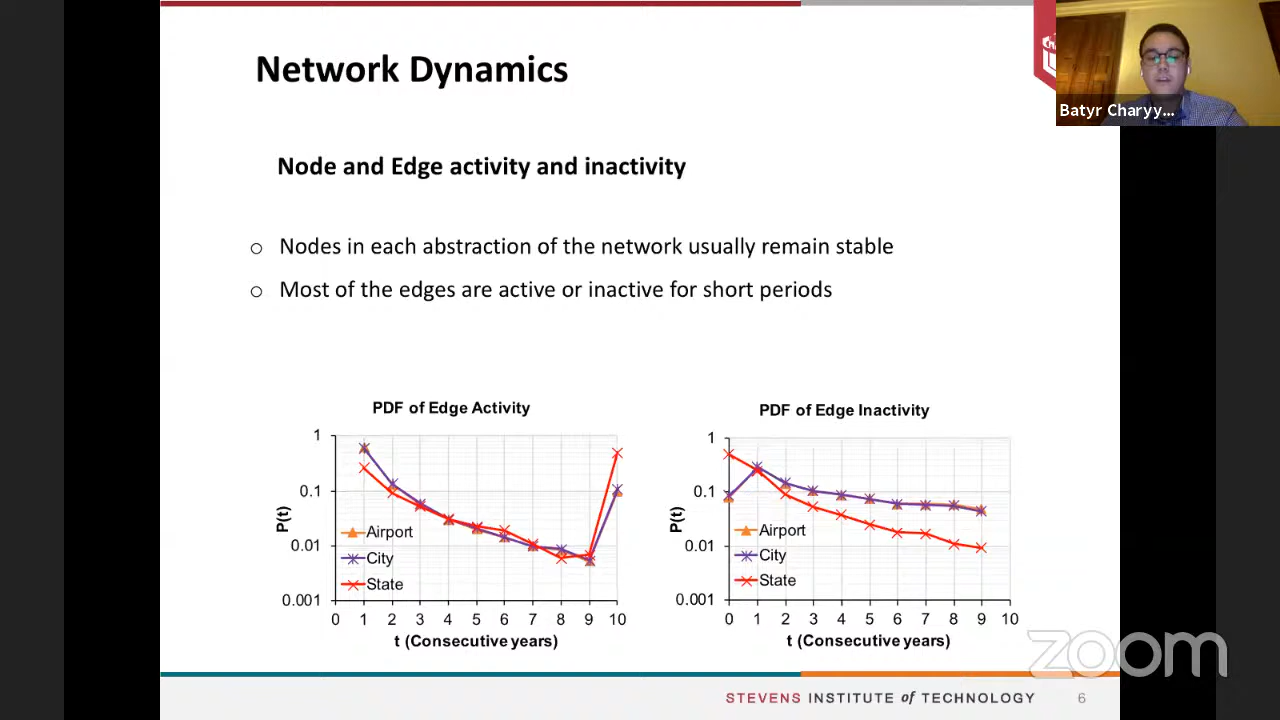 Network Dynamics
Batyr Charyy...
Node and Edge activity and inactivity
Nodes in each abstraction of the network usually remain stable
Most of the edges are active or inactive for short periods
PDF of Edge Activity
1
0.1
0.01
0.001
P(t)
Airport
City
State
0 1 2 3 4 5 6 7 8 9 10
t (Consecutive years)
PDF of Edge Inactivity
1
0.1
0.01
0.001
P(t)
Airport
City
State
0 1 2 3 4 5 6 7 8 9 10
t (Consecutive years)
zoom
STEVENS INSTITUTE of TECHNOLOGY 6